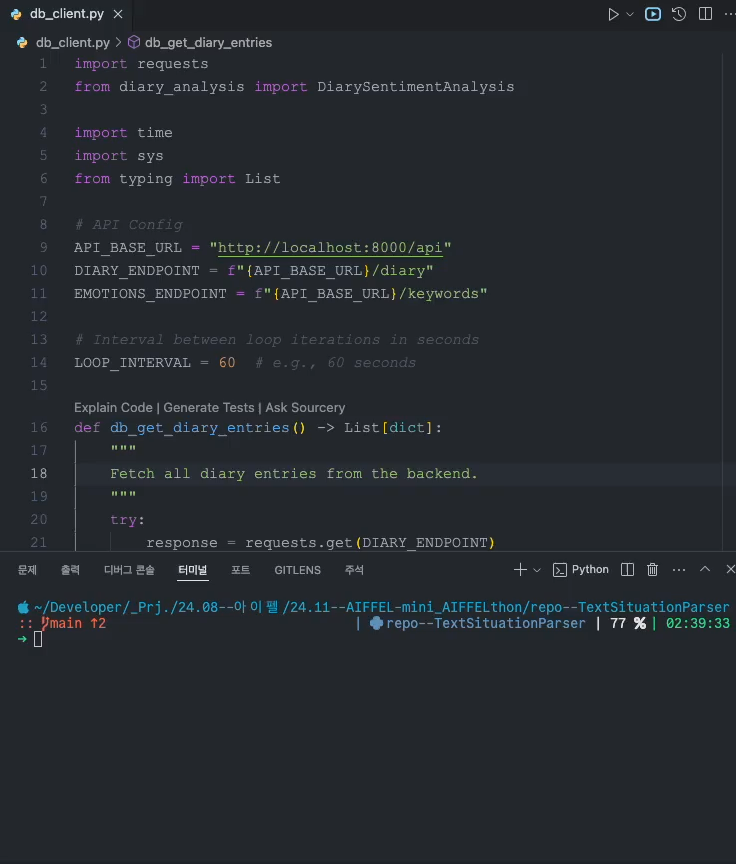 db_client.py
db_client.py > db_get_diary_entries
1 import requests
2 from diary_analysis import DiarySentimentAnalysis
3
4 import time
5 import sys
6 from typing import List
7
8 # API Config
9 API_BASE_URL = "http://localhost:8000/api"
10 DIARY_ENDPOINT = f"{API_BASE_URL}/diary"
11 EMOTIONS_ENDPOINT = f"{API_BASE_URL}/keywords"
12
13 # Interval between loop iterations in seconds
14 LOOP_INTERVAL = 60 # e.g., 60 seconds
15
Explain Code | Generate Tests | Ask Sourcery
16 def db_get_diary_entries() -> List[dict]:
17 """
18 Fetch all diary entries from the backend.
19 """
20 try:
21 response = requests.get(DIARY_ENDPOINT)
문제 출력 디버그 콘솔 터미널 포트 GITLENS 주석 Python
~/Developer/_Prj./24.08--아이펠/24.11--AIFFEL-mini_AIFFELthon/repo--TextSituationParser
:: main ↑2 | repo--TextSituationParser | 77 % | 02:39:33
→